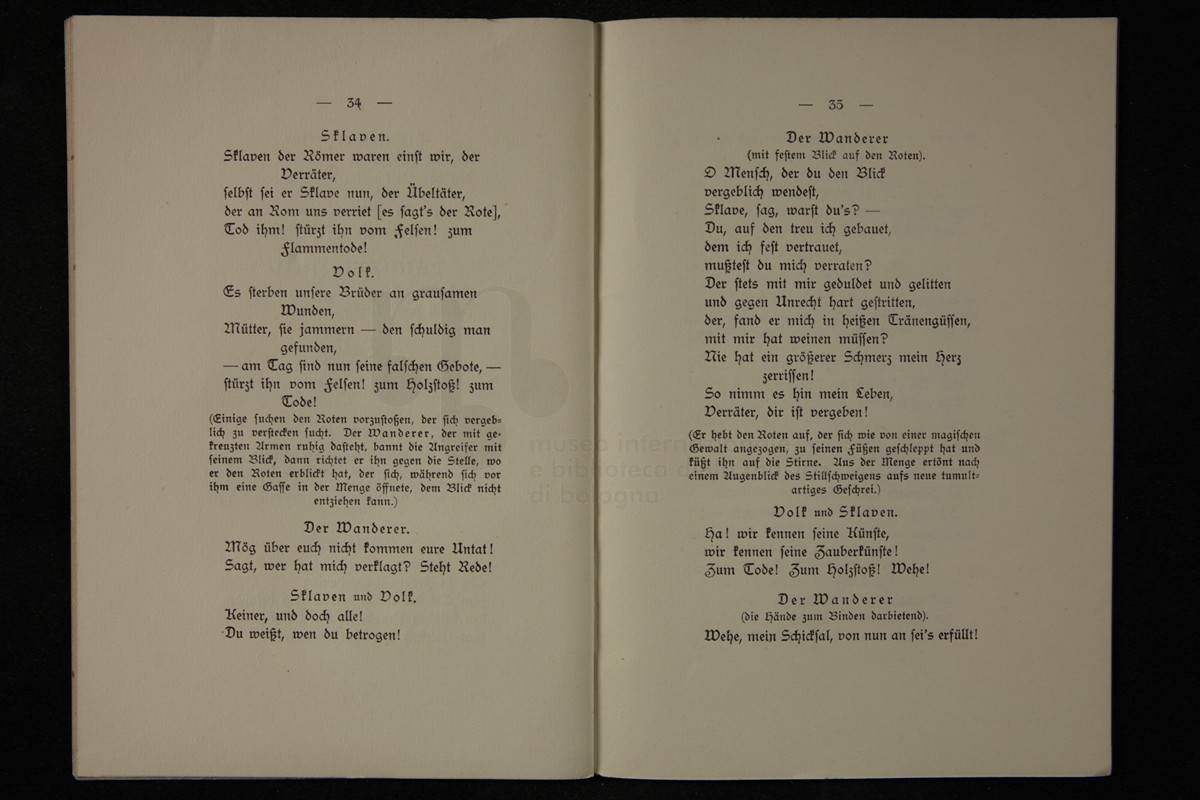 — 34 —
Sklaven.
Sklaven der Römer waren einst wir, der
Verräter,
selbst sei er Sklave nun, der Übeltäter,
der an Rom uns verriet [es sagt's der Rote],
Tod ihm! stürzt ihn vom Felsen! zum
Flammentode!
Volk.
Es sterben unsere Brüder an grausamen
Wunden,
Mütter, sie jammern — den schuldig man
gefunden,
— am Tag sind nun seine falschen Gebote, —
stürzt ihn vom Felsen! zum Holzstoß! zum
Tode!
(Einige suchen den Roten vorzustoßen, der sich vergeb-
lich zu verstecken sucht. Der Wanderer, der mit ge-
kreuzten Armen ruhig dasteht, bannt die Angreifer mit
seinem Blick, dann richtet er ihn gegen die Stelle, wo
er den Roten erblickt hat, der sich, während sich vor
ihm eine Gasse in der Menge öffnete, dem Blick nicht
entziehen kann.)
Der Wanderer.
Mög über euch nicht kommen eure Untat!
Sagt, wer hat mich verklagt? Steht Rede!
Sklaven und Volk.
Keiner, und doch alle!
Du weißt, wen du betrogen!
— 35 —
Der Wanderer
(mit festem Blick auf den Roten).
O Mensch, der du den Blick
vergeblich wendest,
Sklave, sag, warst du's? —
Du, auf den treu ich gebauet,
dem ich fest vertrauet,
mußtest du mich verraten?
Der stets mit mir geduldet und gelitten
und gegen Unrecht hart gestritten,
der, fand er mich in heißen Tränengüssen,
mit mir hat weinen müssen?
Nie hat ein größerer Schmerz mein Herz
zerrissen!
So nimm es hin mein Leben,
Verräter, dir ist vergeben!
(Er hebt den Roten auf, der sich wie von einer magischen
Gewalt angezogen, zu seinen Füßen geschleppt hat und
küßt ihn auf die Stirne. Aus der Menge ertönt nach
einem Augenblick des Stillschweigens aufs neue tumult-
artiges Geschrei.)
Volk und Sklaven.
Ha! wir kennen seine Künste,
wir kennen seine Zauberkünste!
Zum Tode! Zum Holzstoß! Wehe!
Der Wanderer
(die Hände zum Binden darbietend).
Wehe, mein Schicksal, von nun an sei's erfüllt!
museo intern
e biblioteca d
di bologna